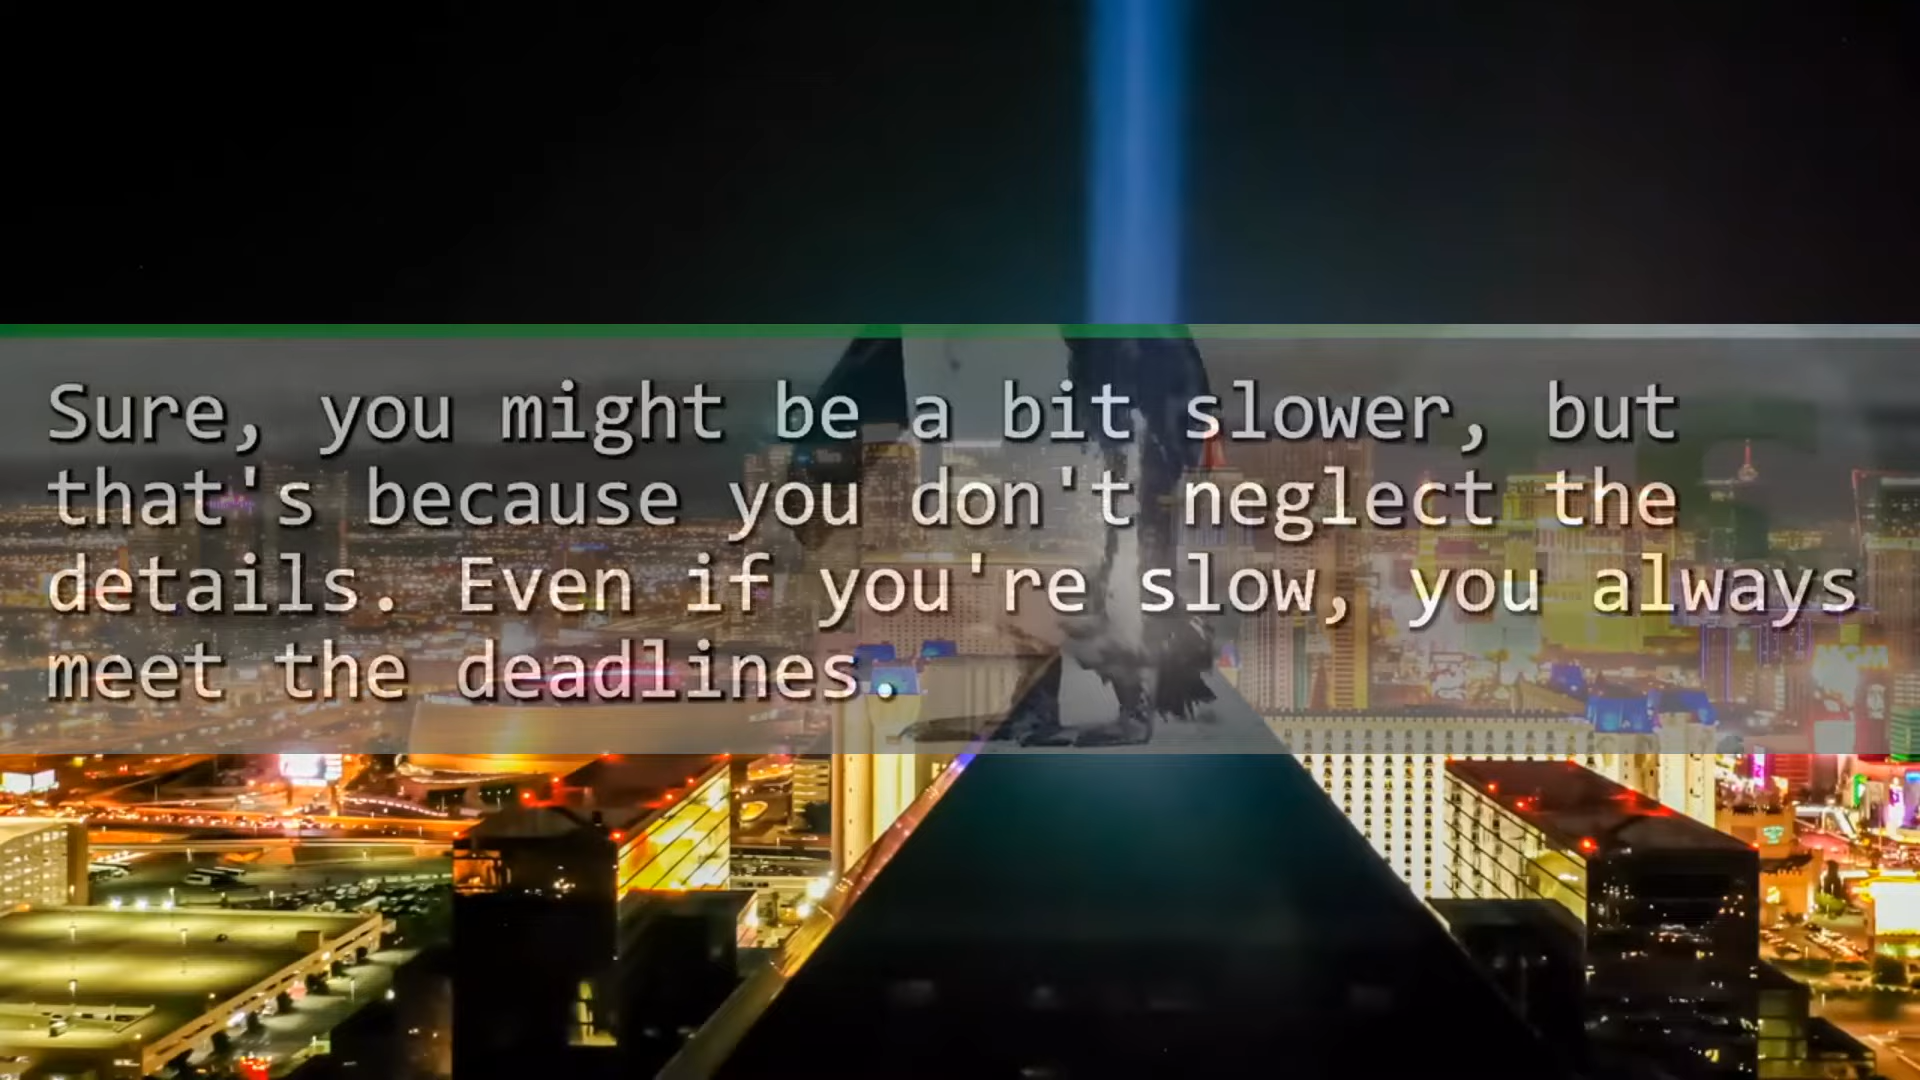 Sure, you might be a bit slower, but
that's because you don't neglect the
details. Even if you're slow, you always
meet the deadlines.